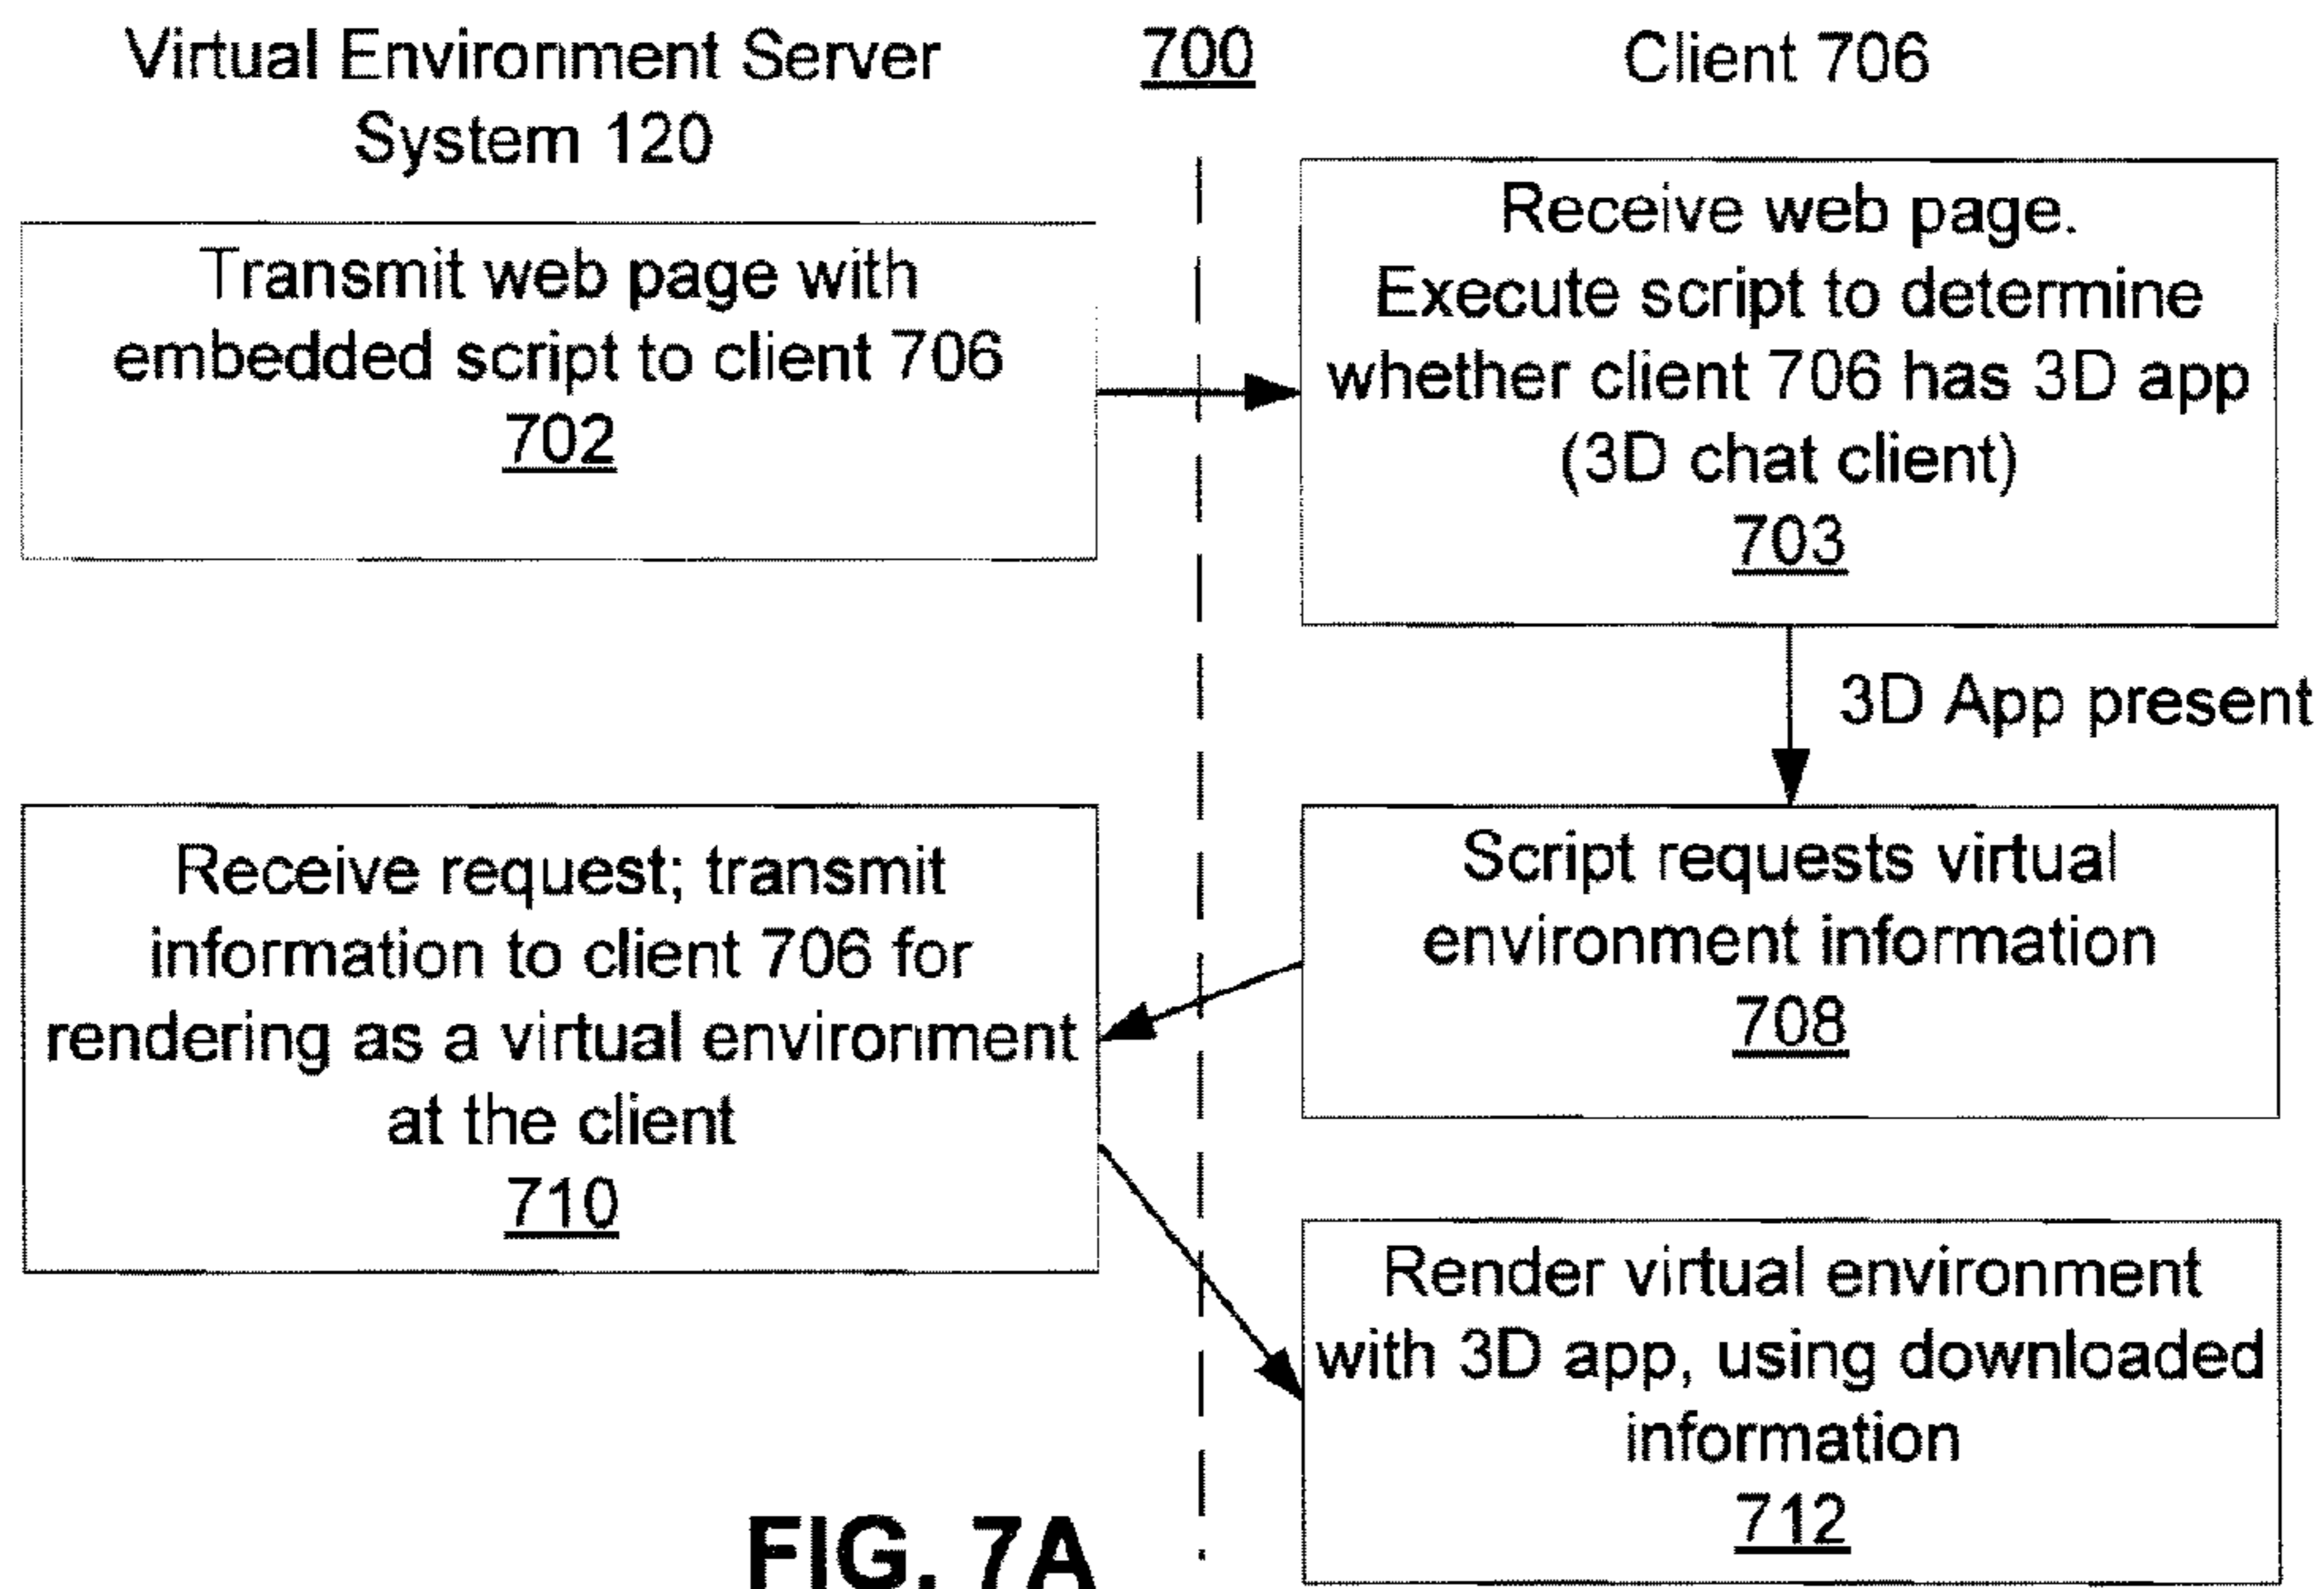 Virtual Environment Server
System 120
700
Client 706
Transmit web page with
embedded script to client 706
702
Receive web page.
Execute script to determine
whether client 706 has 3D app
(3D chat client)
703
3D App present
Script requests virtual
environment information
708
Receive request; transmit
information to client 706 for
rendering as a virtual environment
at the client
710
Render virtual environment
with 3D app, using downloaded
information
712
FIG. 7A